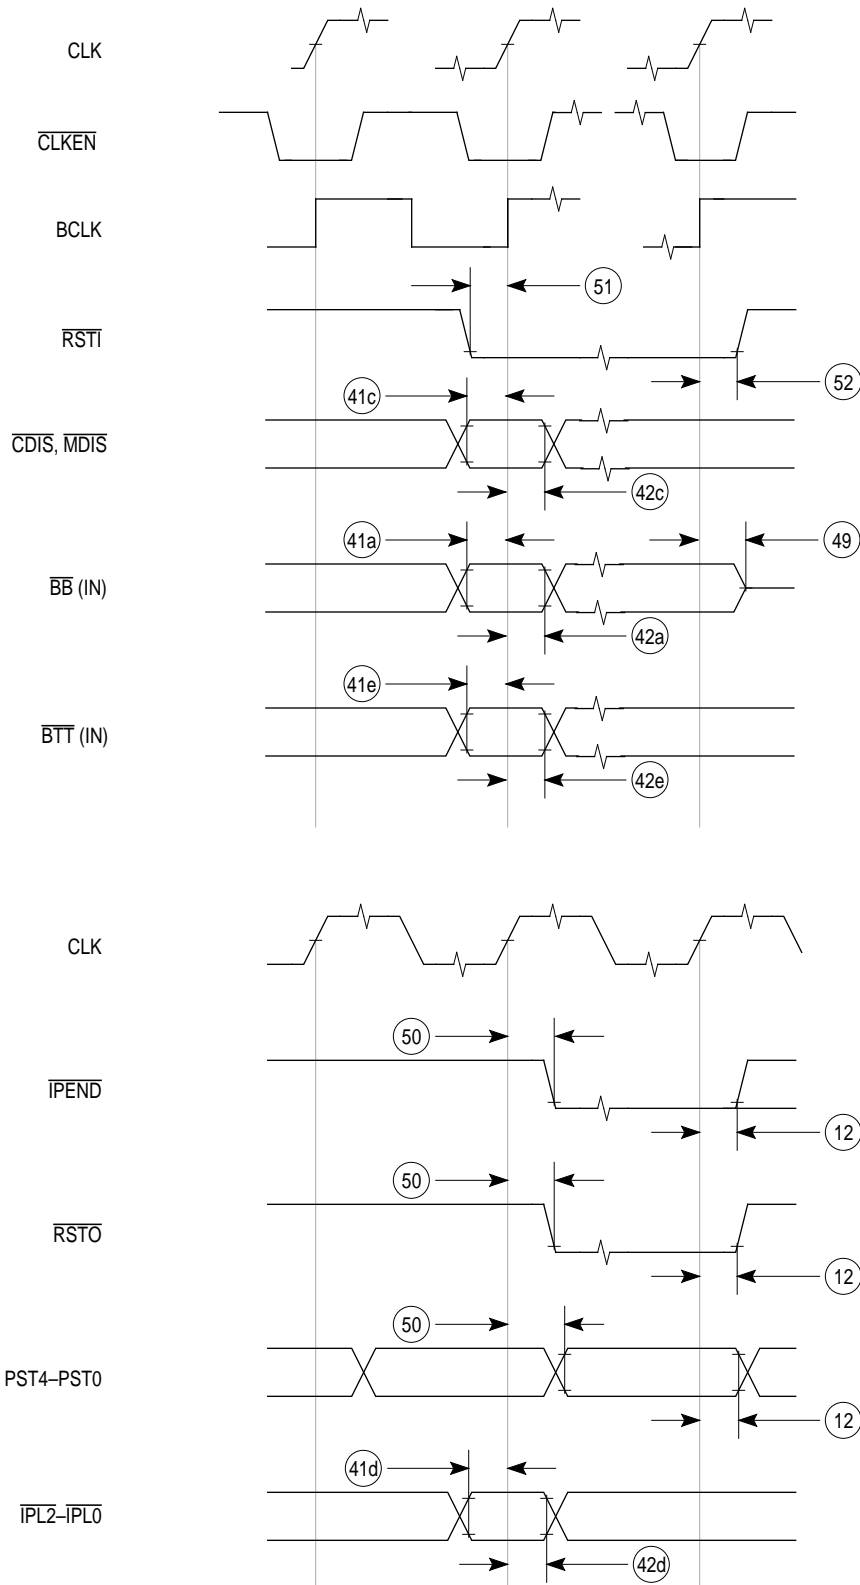 CLK
CLKEN
BCLK
51
RSTI
52
41c
CDIS, MDIS
42c
41a
49
BB (IN)
42a
41e
BTT (IN)
42e
CLK
50
IPEND
12
50
RSTO
12
50
PST4–PST0
12
41d
IPL2–IPL0
42d